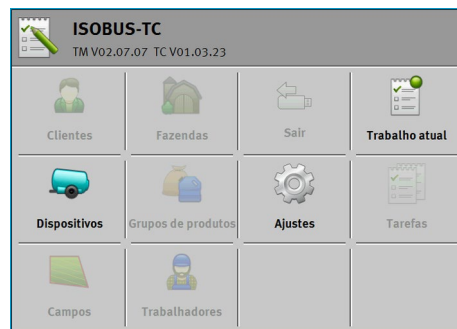 ISOBUS-TC
TM V02.07.07 TC V01.03.23
Clientes
Fazendas
Sair
Trabalho atual
Dispositivos
Grupos de produtos
Ajustes
Tarefas
Campos
Trabalhadores